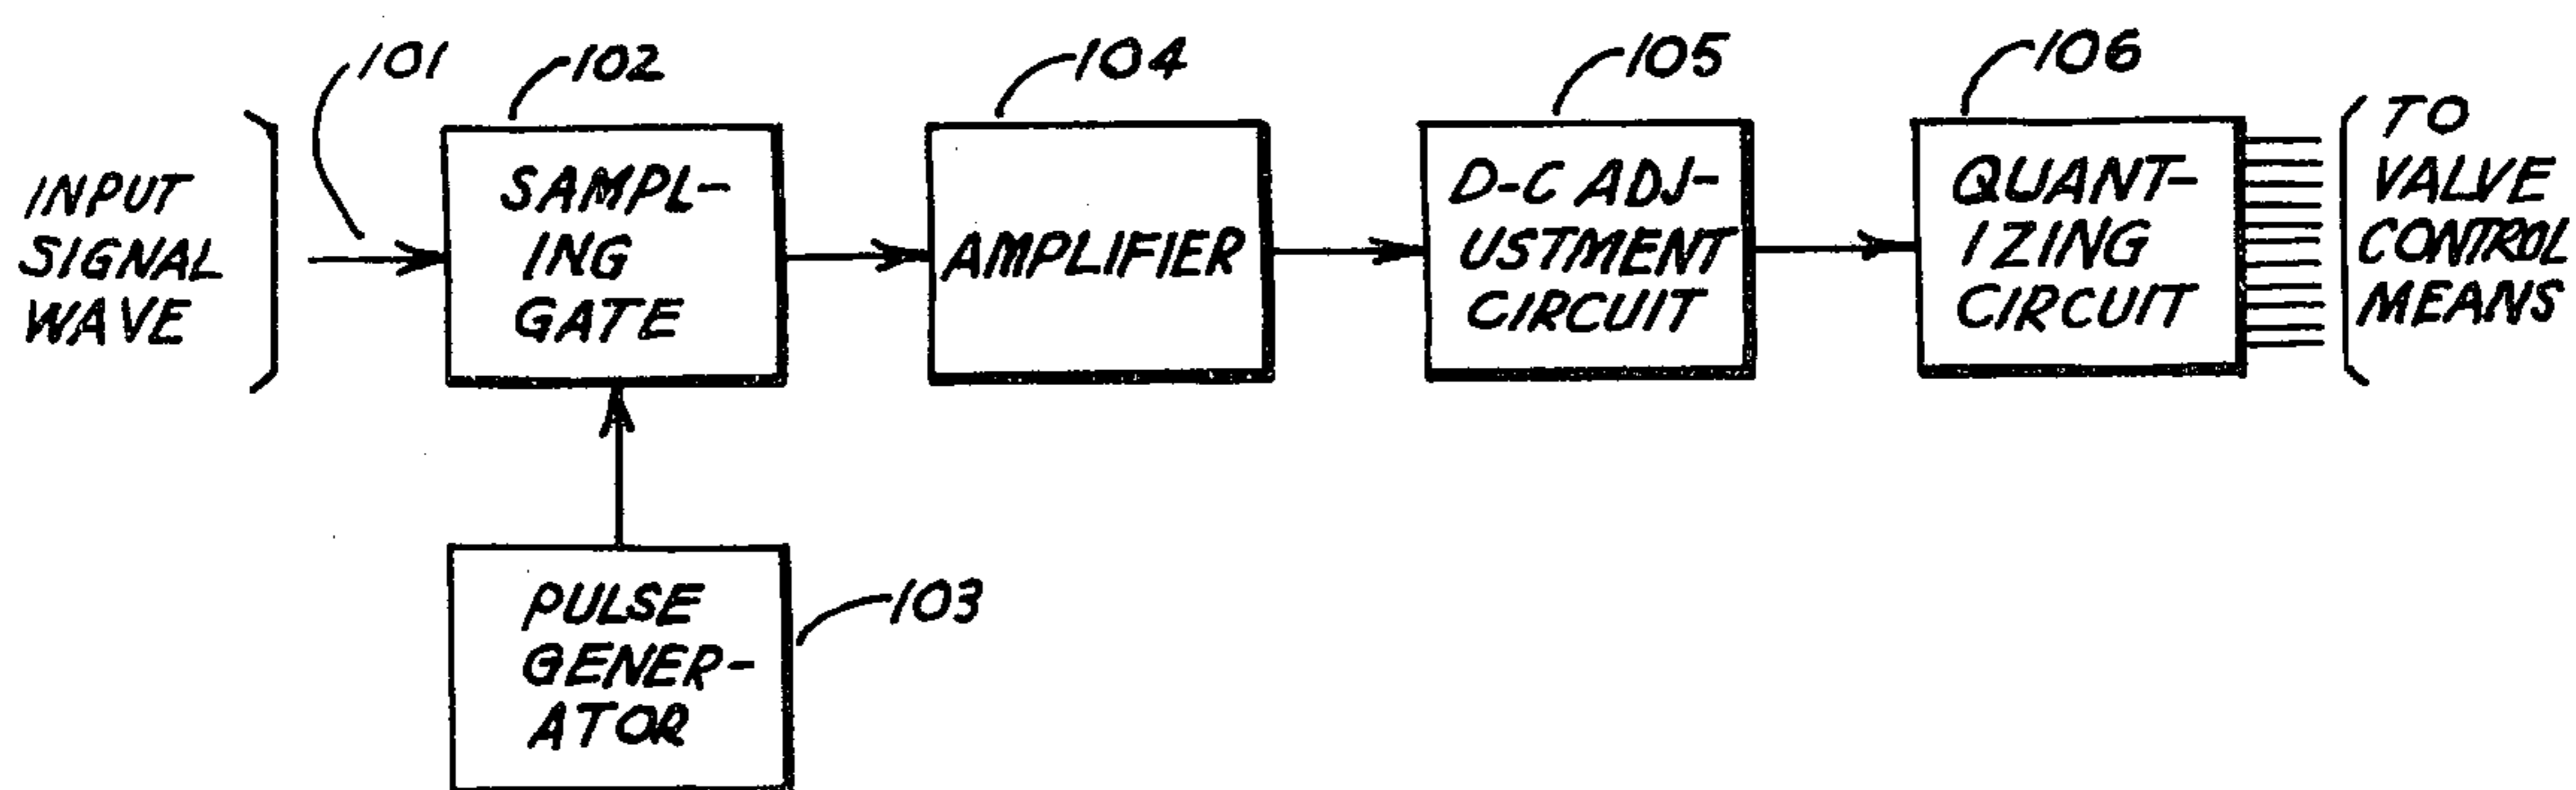 101
102
104
105
106
INPUT
SIGNAL
WAVE
SAMPL-
ING
GATE
AMPLIFIER
D-C ADJ-
USTMENT
CIRCUIT
QUANT-
IZING
CIRCUIT
TO
VALVE
CONTROL
MEANS
PULSE
GENER-
ATOR
103